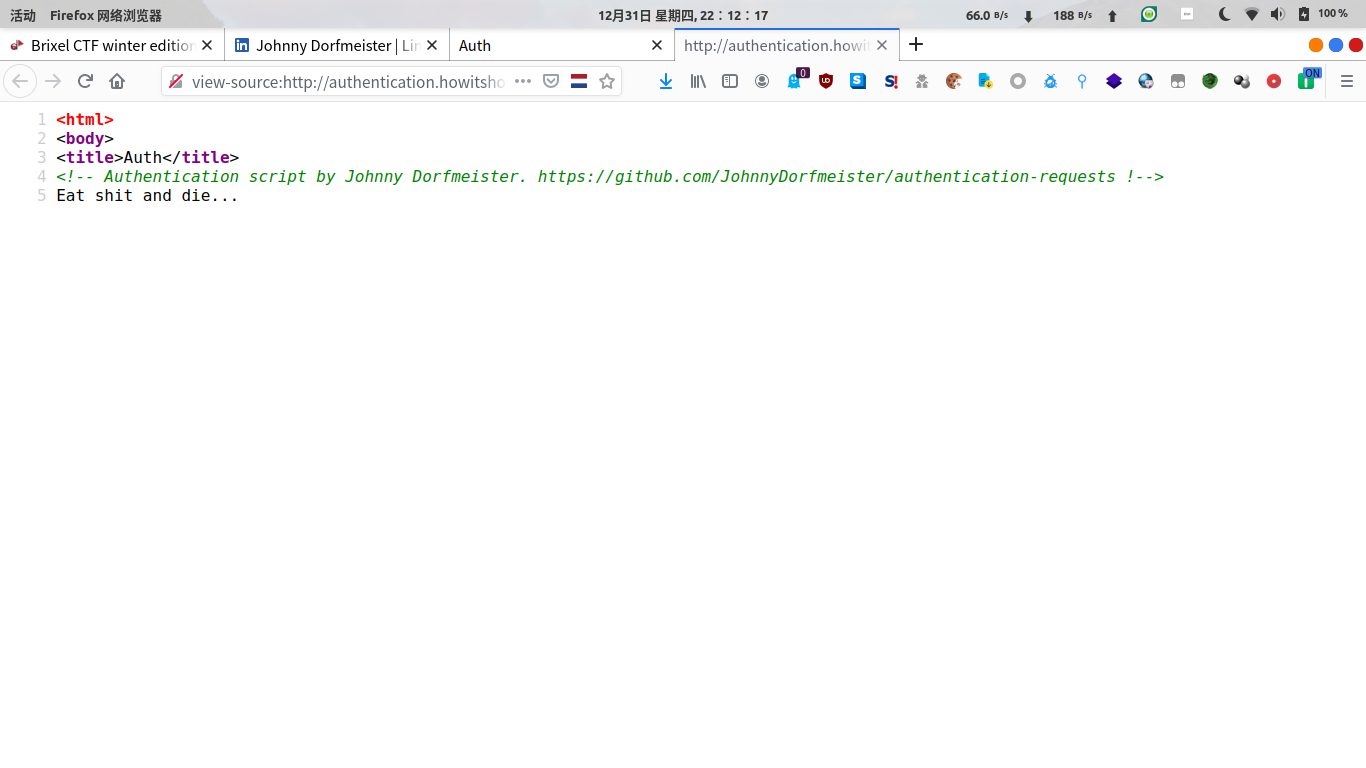 活动 Firefox 网络浏览器 12月31日 星期四, 22：12：17 66.0 B/s 188 B/s 100 %
Brixel CTF winter edition Johnny Dorfmeister | Lin Auth http://authentication.howit
view-source:http://authentication.howitsho 0 ON
1 <html>
2 <body>
3 <title>Auth</title>
4 <!-- Authentication script by Johnny Dorfmeister. https://github.com/JohnnyDorfmeister/authentication-requests !-->
5 Eat shit and die...